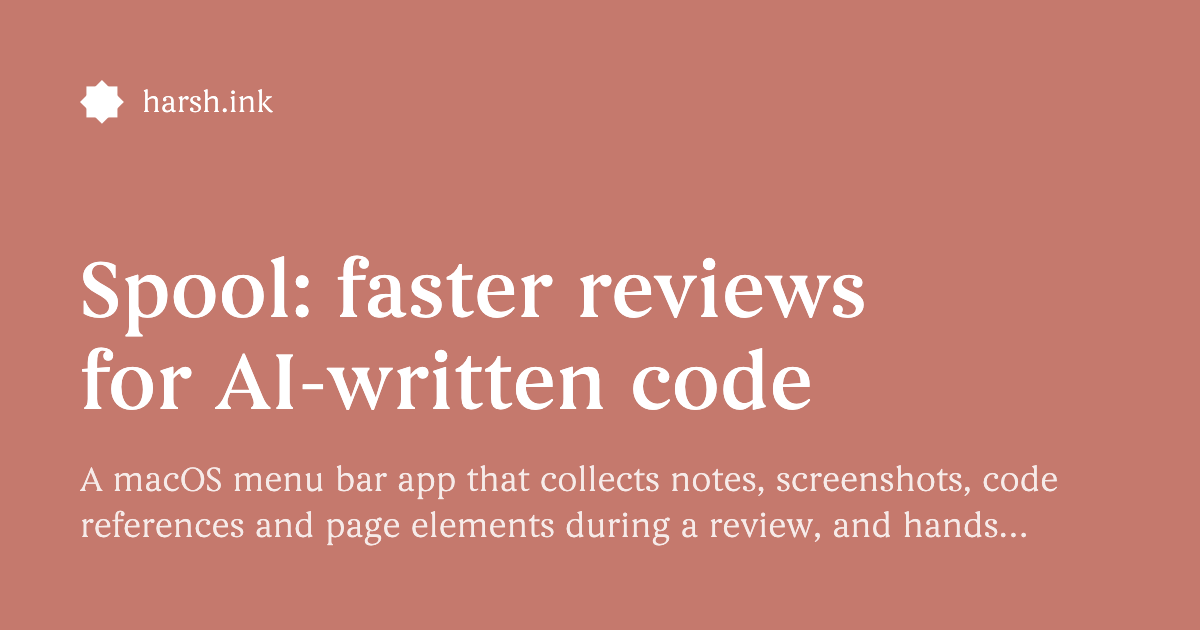 harsh.ink
Spool: faster reviews
for AI-written code
A macOS menu bar app that collects notes, screenshots, code
references and page elements during a review, and hands...